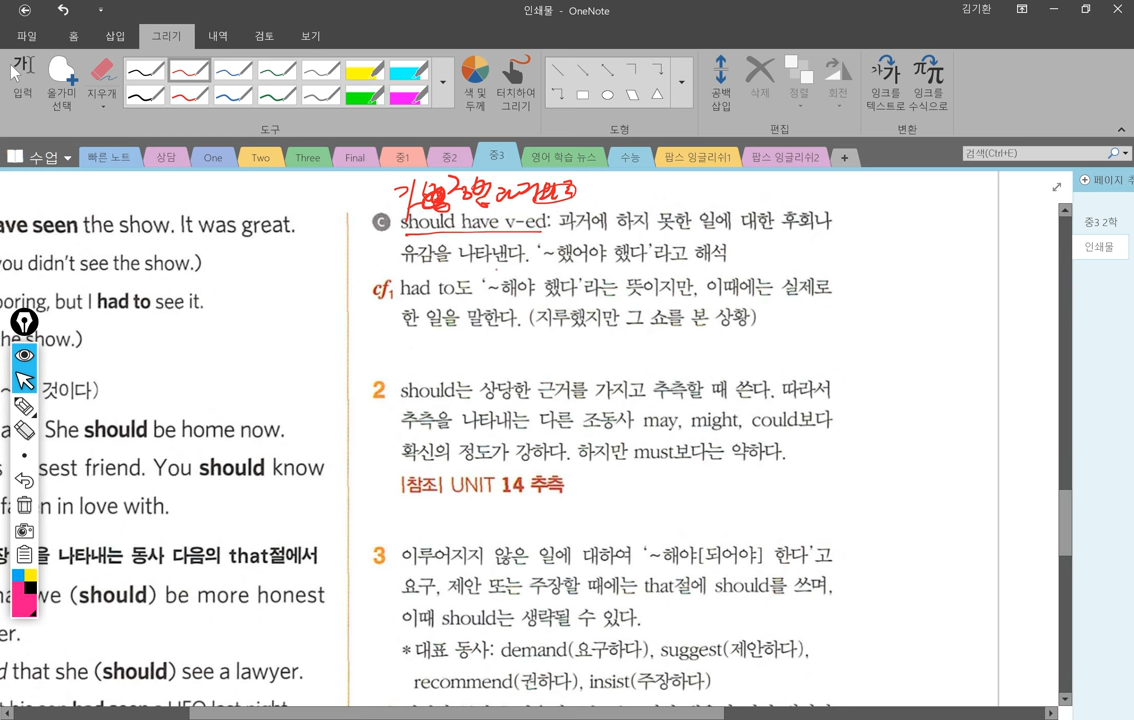 인쇄물 - OneNote
김기환
파일 홈 삽입 그리기 내역 검토 보기
가
입력
올가미
선택
지우개
색 및
두께
터치하여
그리기
공백
삽입
삭제
정렬
회전
잉크를
텍스트로
잉크를
수식으로
도구
도형
편집
변환
수업 빠른 노트 상담 One Two Three Final 중1 중2 중3 영어 학습 뉴스 수능 팝스 잉글리쉬1 팝스 잉글리쉬2 +
검색(Ctrl+E)
페이지 추
중3 2학
인쇄물
ave seen the show. It was great.
you didn't see the show.)
boring, but I had to see it.
the show.)
것이다)
She should be home now.
sest friend. You should know
en in love with.
을 나타내는 동사 다음의 that절에서
we (should) be more honest
er.
d that she (should) see a lawyer.
C should have v-ed: 과거에 하지 못한 일에 대한 후회나
유감을 나타낸다. '~했어야 했다'라고 해석
cf1 had to도 '~해야 했다'라는 뜻이지만, 이때에는 실제로
한 일을 말한다. (지루했지만 그 쇼를 본 상황)
2 should는 상당한 근거를 가지고 추측할 때 쓴다. 따라서
추측을 나타내는 다른 조동사 may, might, could보다
확신의 정도가 강하다. 하지만 must보다는 약하다.
|참조| UNIT 14 추측
3 이루어지지 않은 일에 대하여 '~해야[되어야] 한다'고
요구, 제안 또는 주장할 때에는 that절에 should를 쓰며,
이때 should는 생략될 수 있다.
* 대표 동사: demand(요구하다), suggest(제안하다),
recommend(권하다), insist(주장하다)